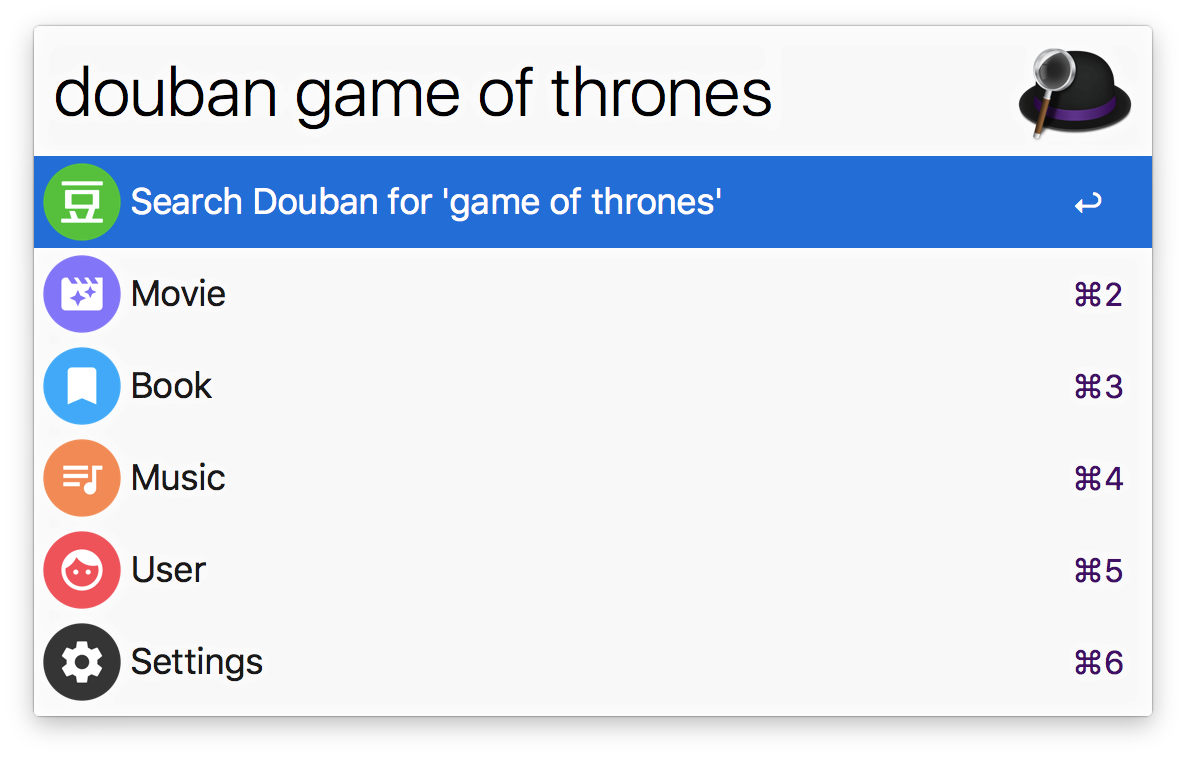 douban game of thrones
豆 Search Douban for 'game of thrones' ↩
Movie ⌘2
Book ⌘3
Music ⌘4
User ⌘5
Settings ⌘6